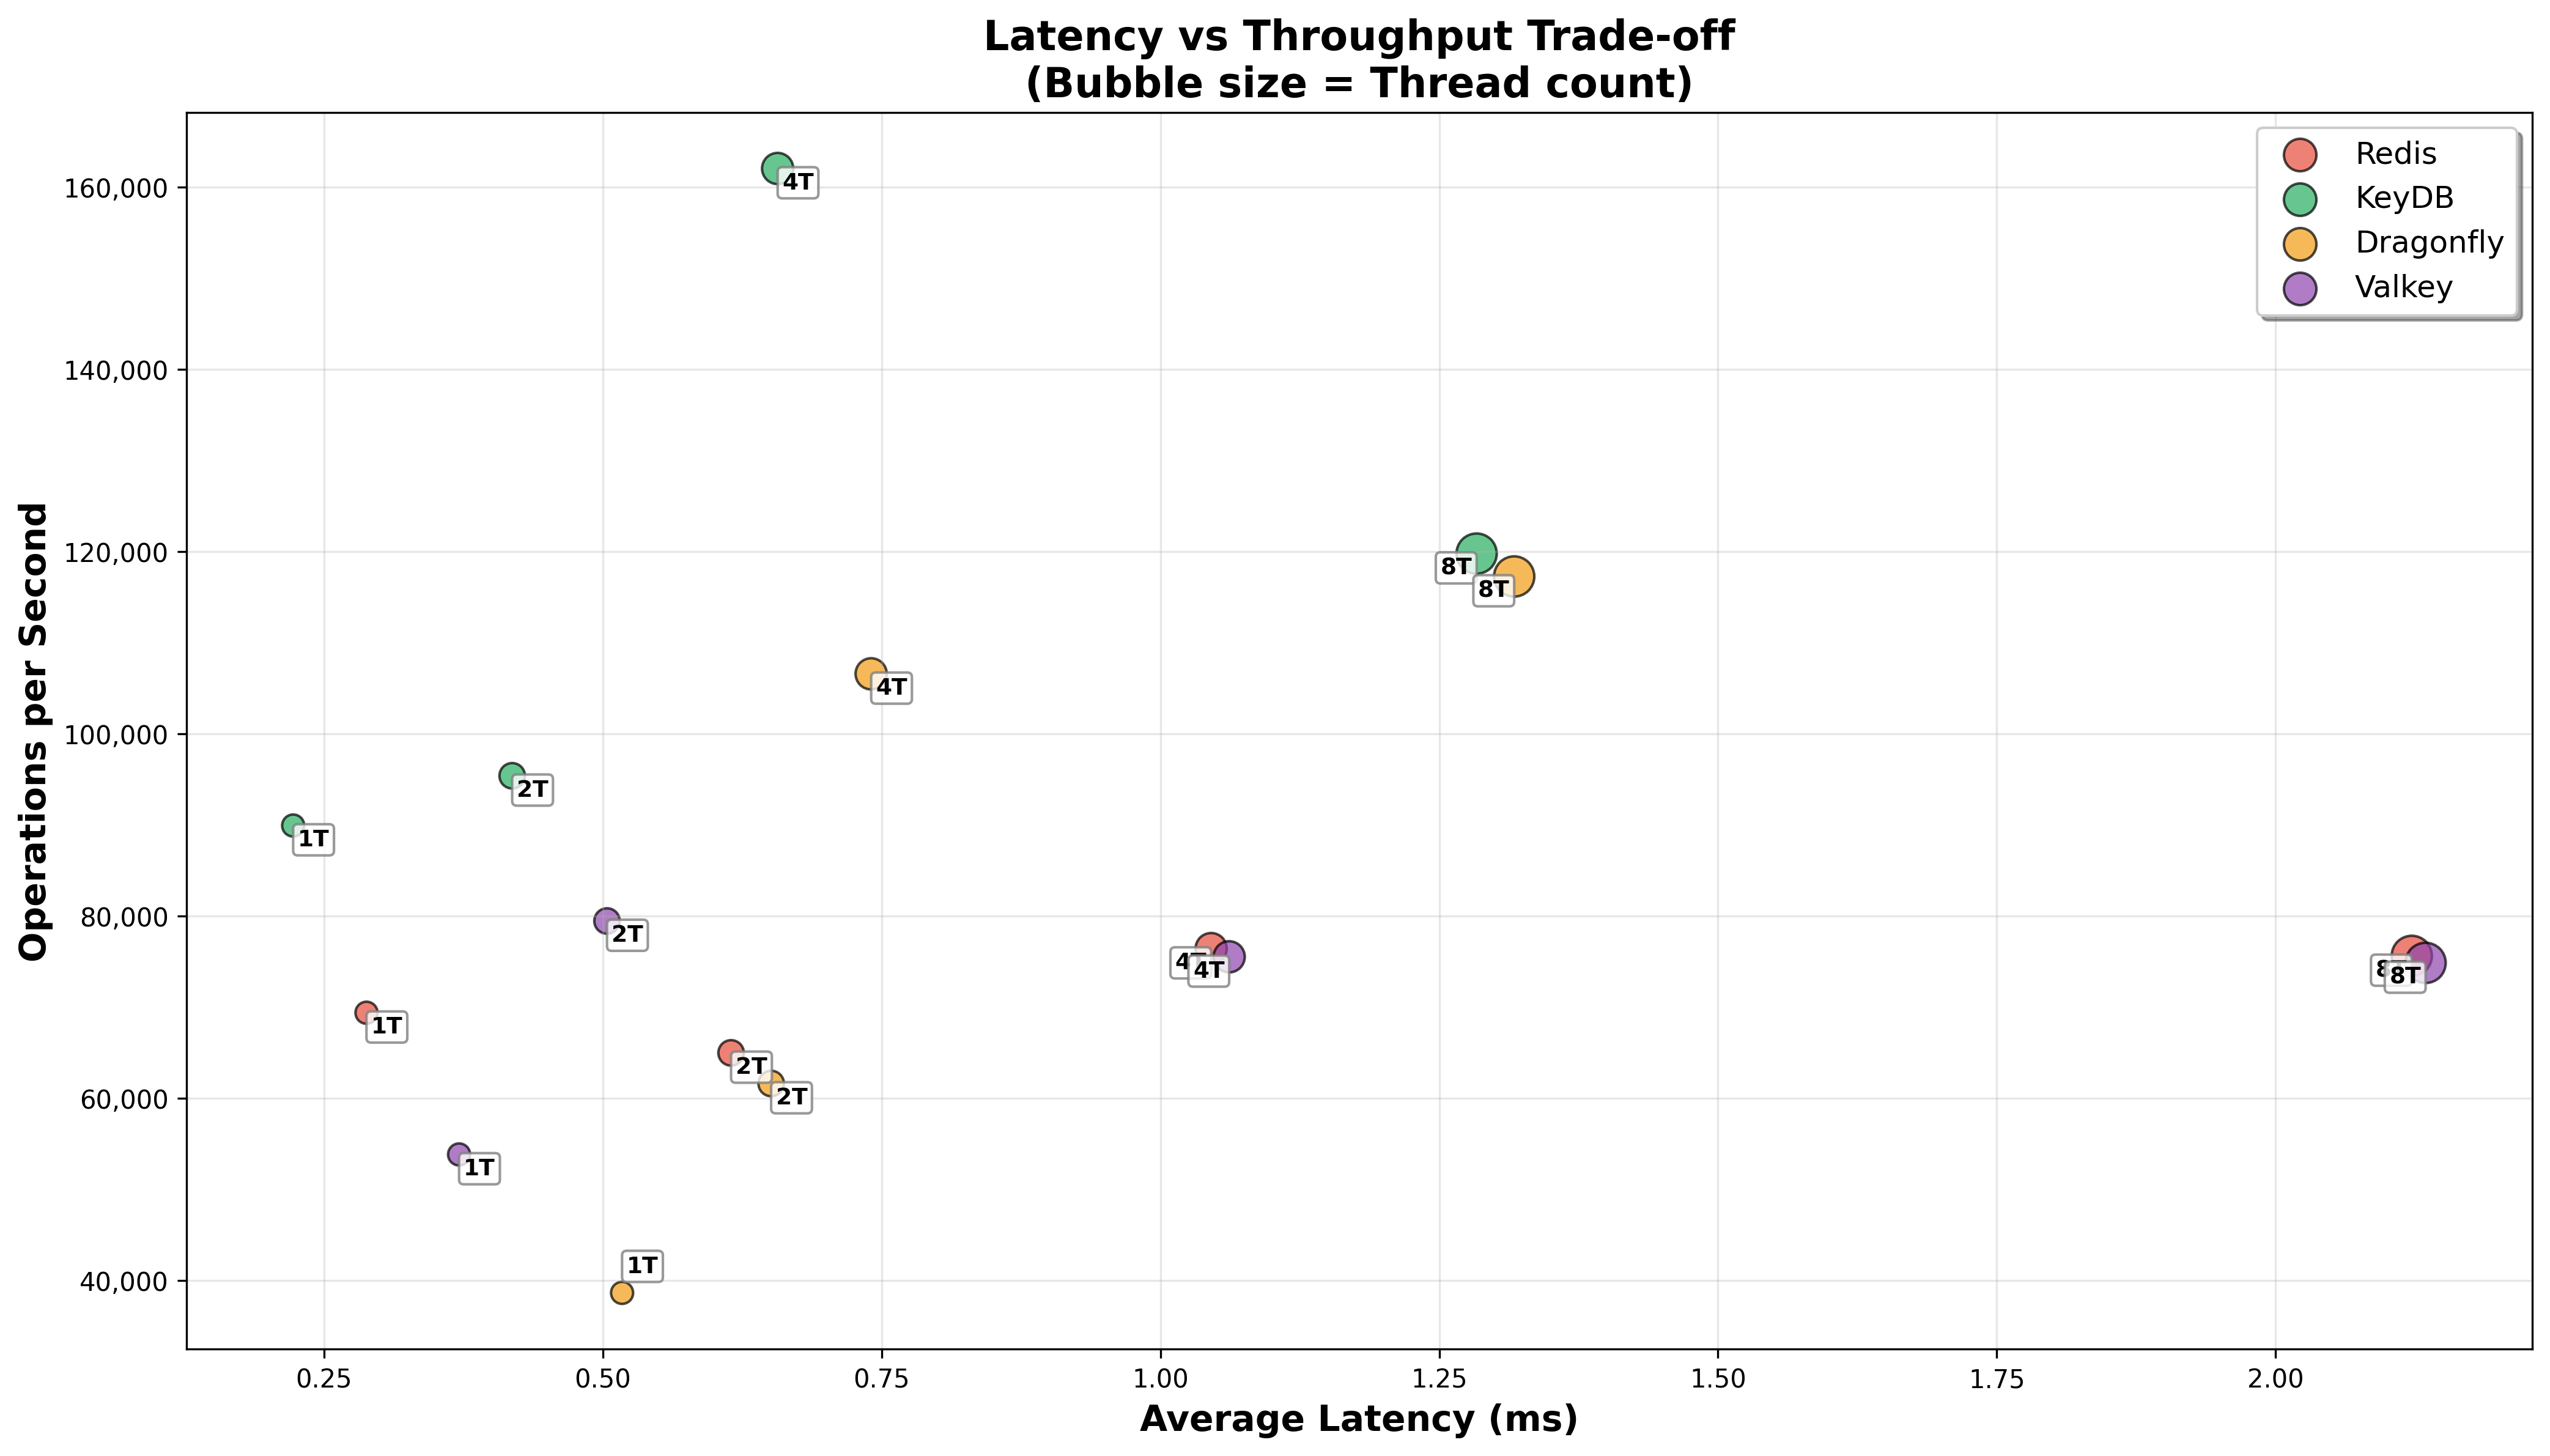 Latency vs Throughput Trade-off
(Bubble size = Thread count)
Redis
KeyDB
Dragonfly
Valkey
Operations per Second
160,000
140,000
120,000
100,000
80,000
60,000
40,000
4T
8T
8T
4T
2T
1T
2T
4T
8T
1T
2T
2T
1T
1T
0.25
0.50
0.75
1.00
1.25
1.50
1.75
2.00
Average Latency (ms)